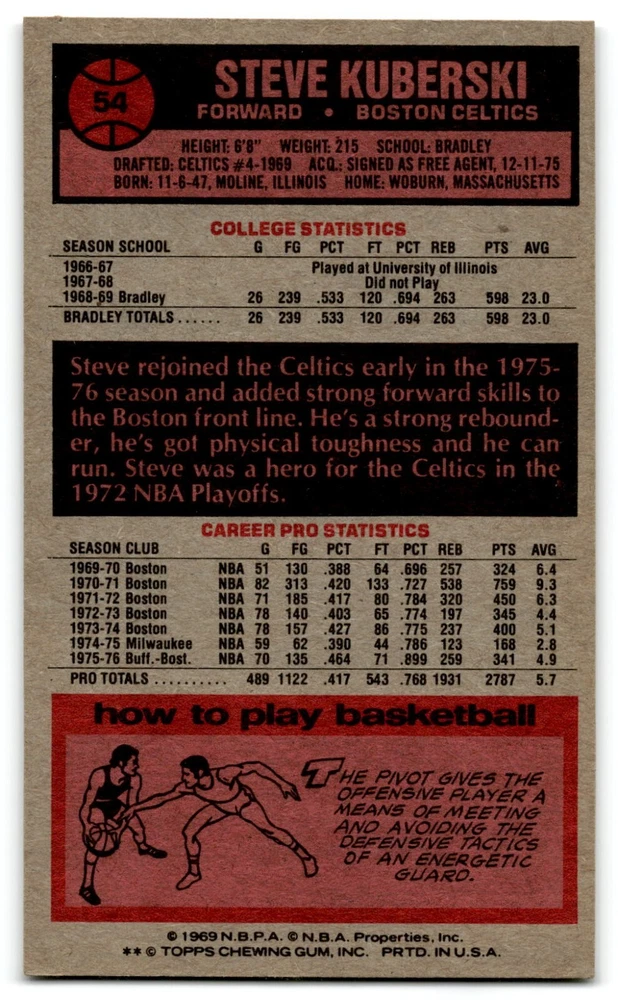 54
STEVE KUBERSKI
FORWARD • BOSTON CELTICS
HEIGHT: 6'8" WEIGHT: 215 SCHOOL: BRADLEY
DRAFTED: CELTICS #4-1969 ACQ.: SIGNED AS FREE AGENT, 12-11-75
BORN: 11-6-47, MOLINE, ILLINOIS HOME: WOBURN, MASSACHUSETTS
COLLEGE STATISTICS
SEASON SCHOOL G FG PCT FT PCT REB PTS AVG
1966-67 Played at University of Illinois
1967-68 Did not Play
1968-69 Bradley 26 239 .533 120 .694 263 598 23.0
BRADLEY TOTALS...... 26 239 .533 120 .694 263 598 23.0
Steve rejoined the Celtics early in the 1975-
76 season and added strong forward skills to
the Boston front line. He's a strong rebound-
er, he's got physical toughness and he can
run. Steve was a hero for the Celtics in the
1972 NBA Playoffs.
CAREER PRO STATISTICS
SEASON CLUB G FG PCT FT PCT REB PTS AVG
1969-70 Boston NBA 51 130 .388 64 .696 257 324 6.4
1970-71 Boston NBA 82 313 .420 133 .727 538 759 9.3
1971-72 Boston NBA 71 185 .417 80 .784 320 450 6.3
1972-73 Boston NBA 78 140 .403 65 .774 197 345 4.4
1973-74 Boston NBA 78 157 .427 86 .775 237 400 5.1
1974-75 Milwaukee NBA 59 62 .390 44 .786 123 168 2.8
1975-76 Buff.-Bost. NBA 70 135 .464 71 .899 259 341 4.9
PRO TOTALS .......... 489 1122 .417 543 .768 1931 2787 5.7
how to play basketball
THE PIVOT GIVES THE
OFFENSIVE PLAYER A
MEANS OF MEETING
AND AVOIDING THE
DEFENSIVE TACTICS
OF AN ENERGETIC
GUARD.
© 1969 N.B.P.A. © N.B.A. Properties, Inc.
** © TOPPS CHEWING GUM, INC. PRTD. IN U.S.A.